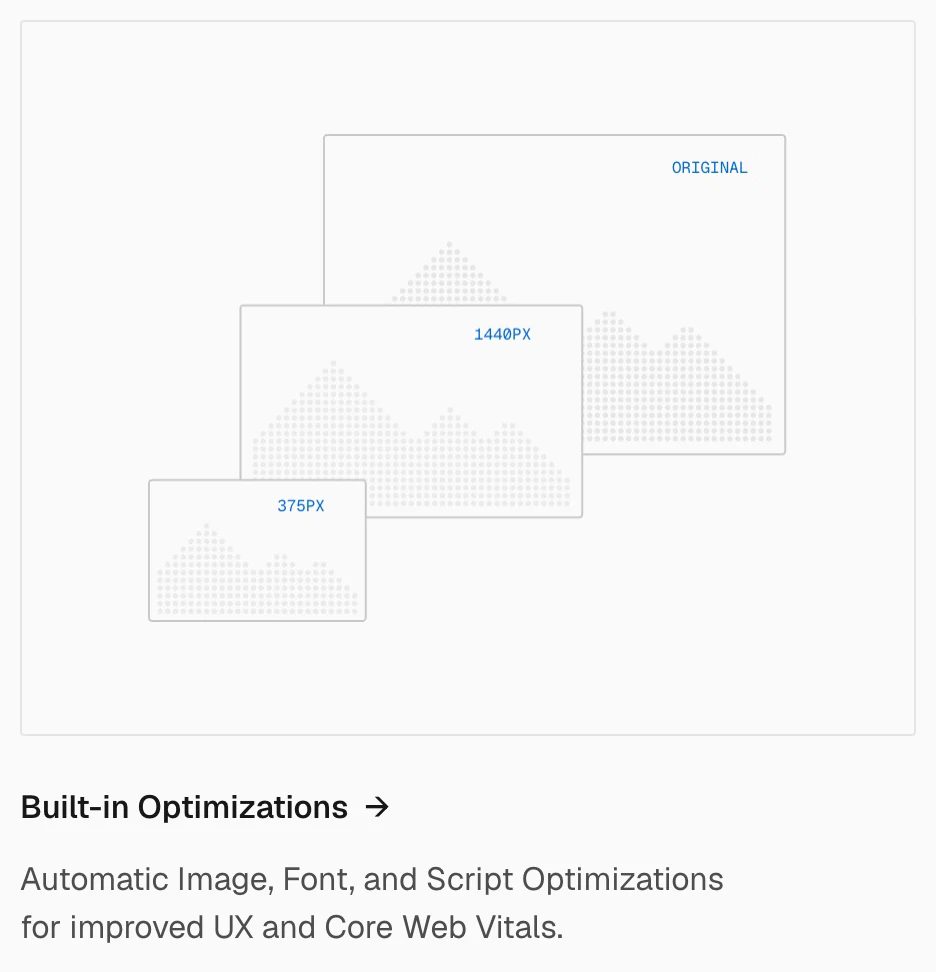 ORIGINAL
1440PX
375PX
Built-in Optimizations →
Automatic Image, Font, and Script Optimizations
for improved UX and Core Web Vitals.